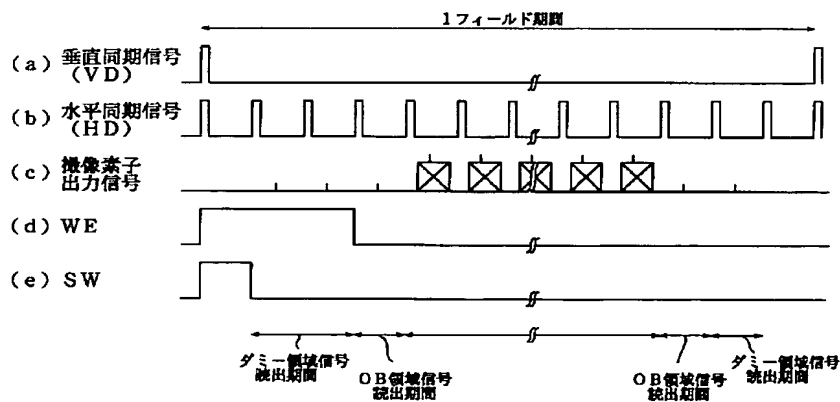 1フィールド期間
(a) 垂直同期信号
(VD)
(b) 水平同期信号
(HD)
(c) 撮像素子
出力信号
(d) WE
(e) SW
ダミー領域信号
読出期間
OB領域信号
読出期間
OB領域信号
読出期間
ダミー領域信号
読出期間